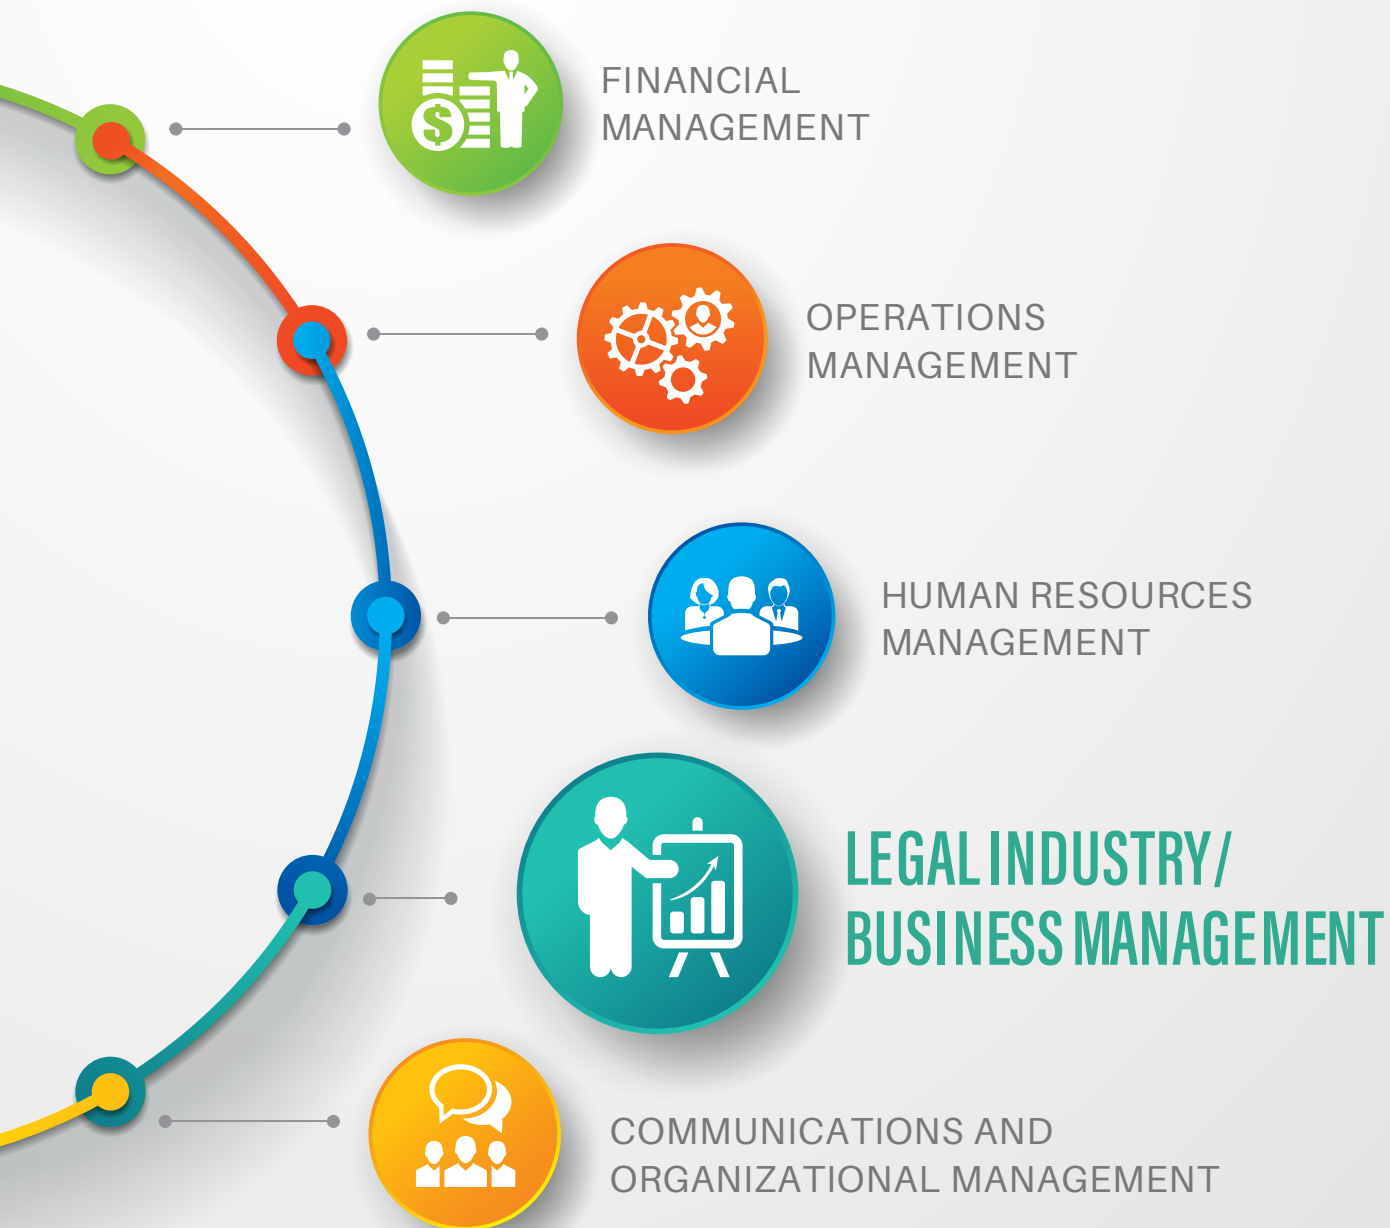 FINANCIAL
MANAGEMENT
$
OPERATIONS
MANAGEMENT
HUMAN RESOURCES
MANAGEMENT
LEGAL INDUSTRY/
BUSINESS MANAGEMENT
COMMUNICATIONS AND
ORGANIZATIONAL MANAGEMENT